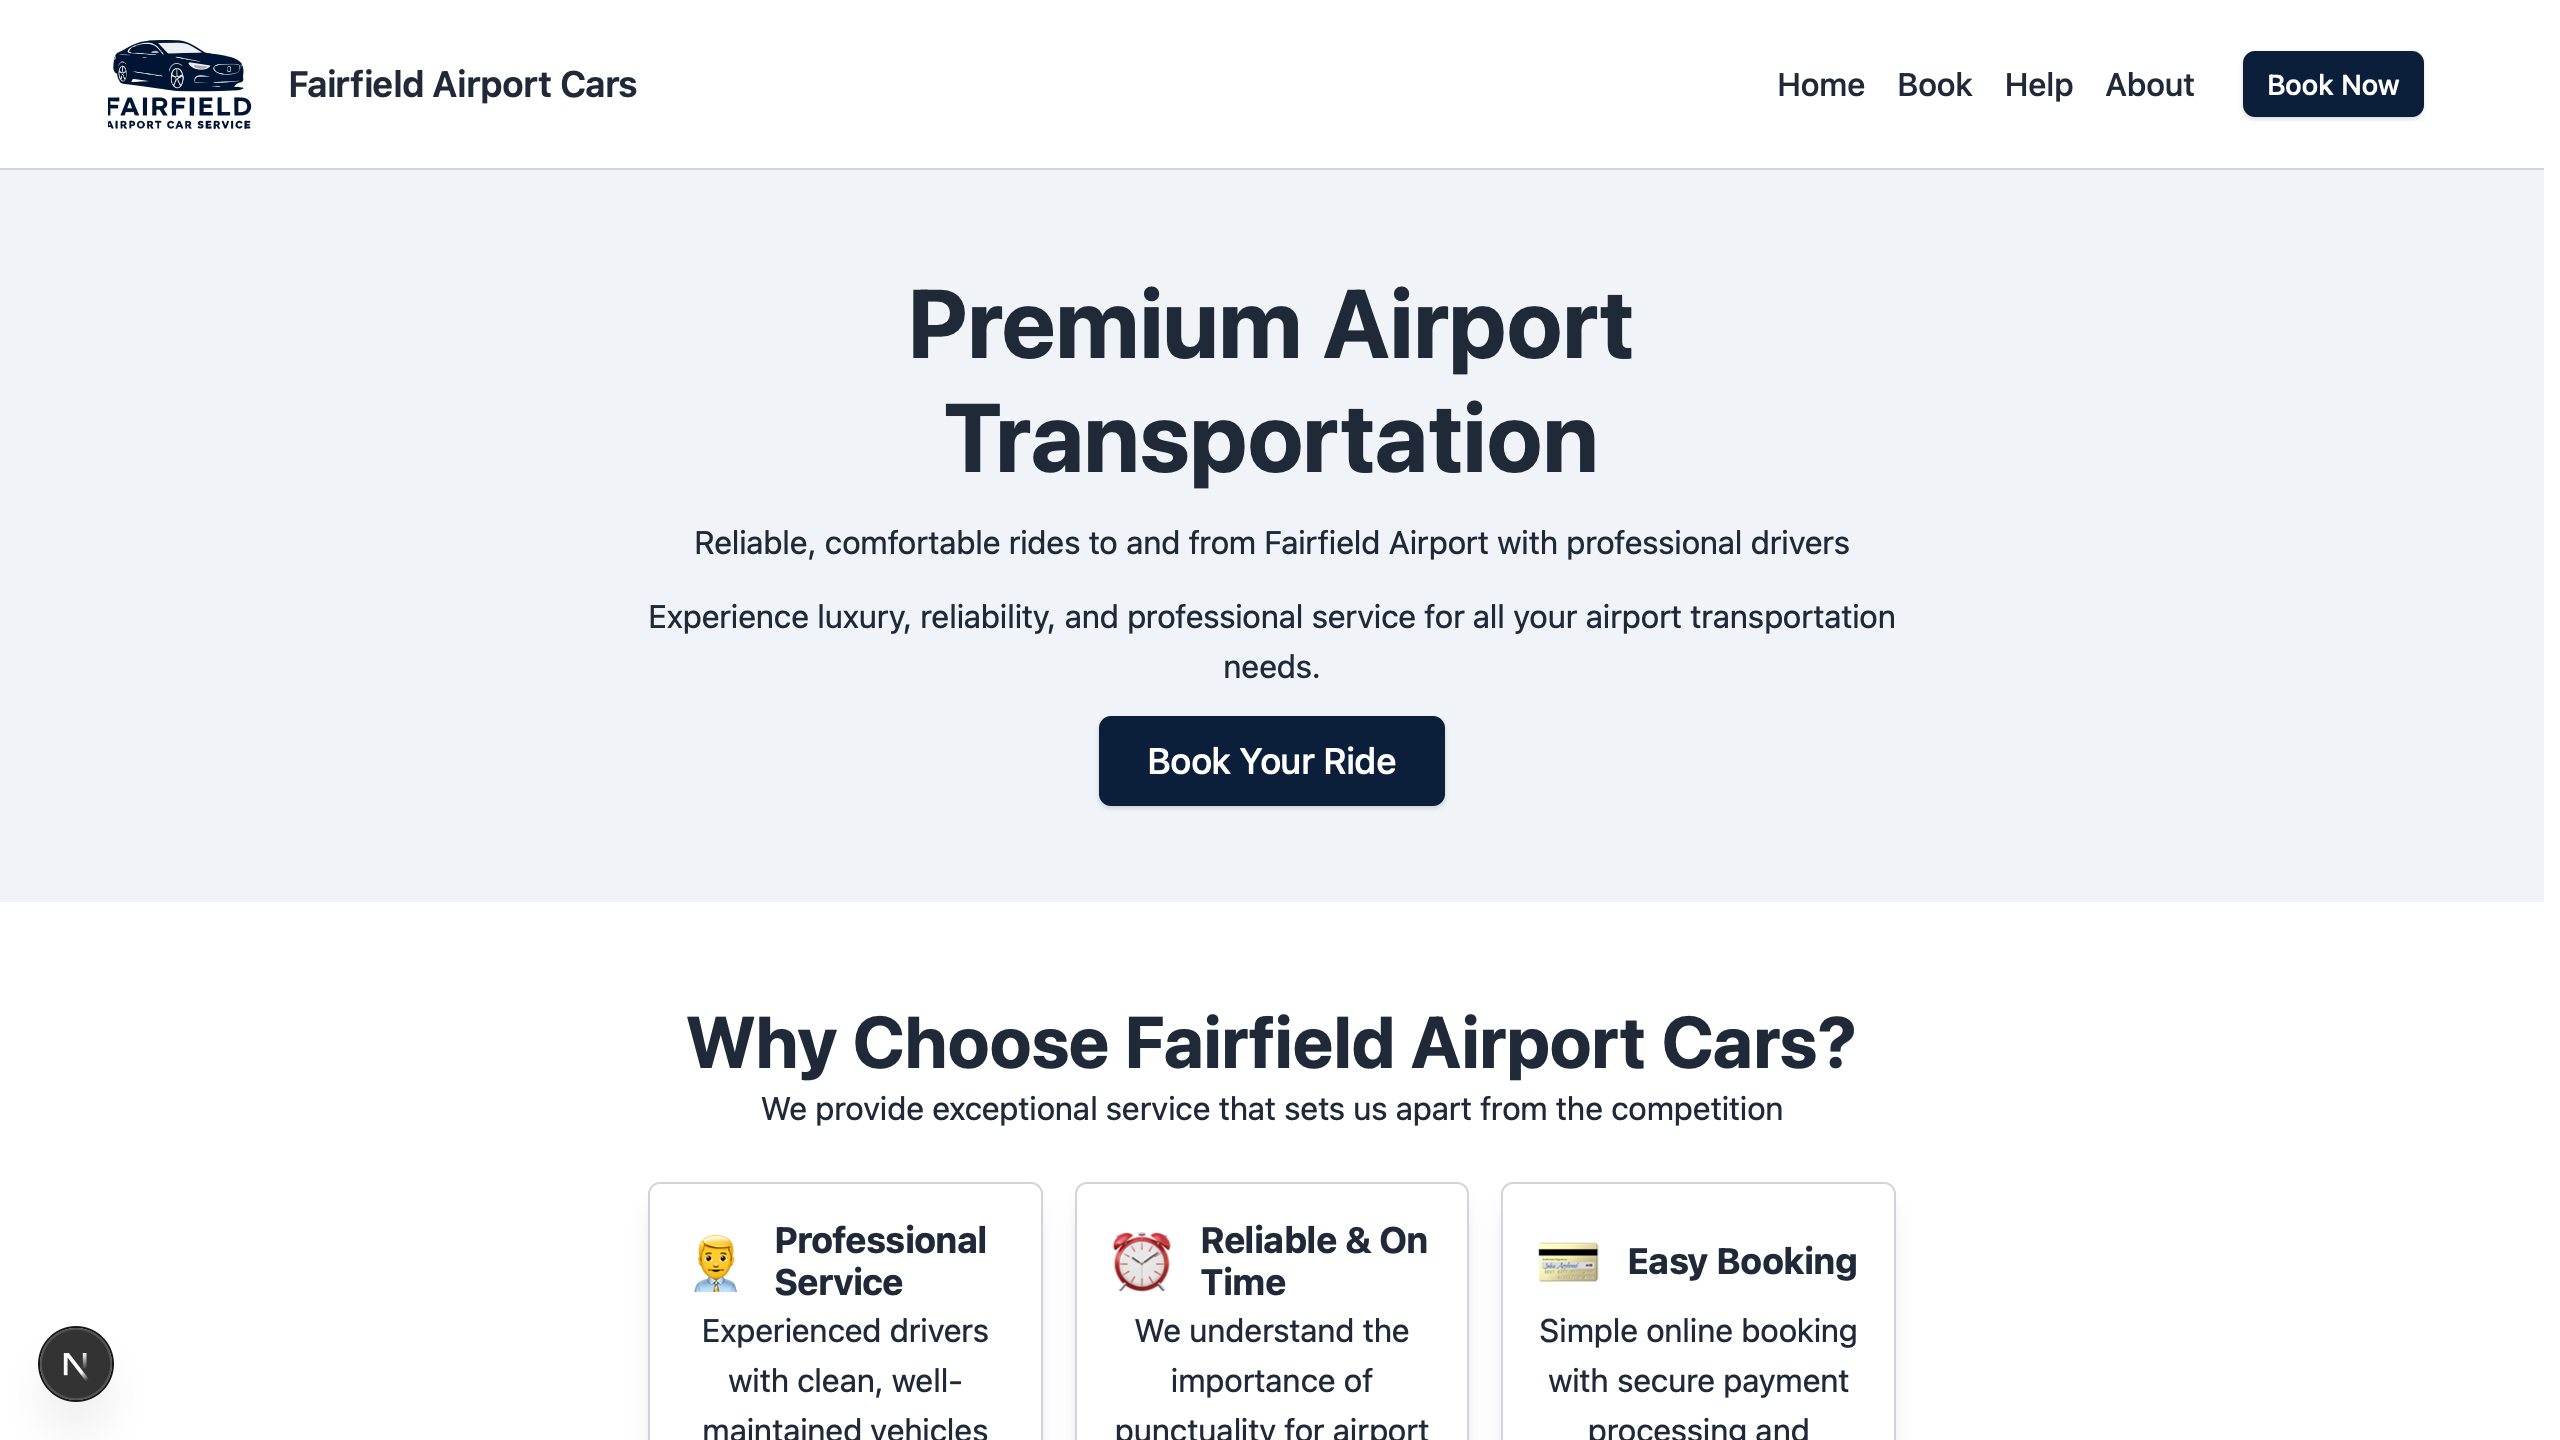 FAIRFIELD
AIRPORT CAR SERVICE
Fairfield Airport Cars
Home
Book
Help
About
Book Now
Premium Airport
Transportation
Reliable, comfortable rides to and from Fairfield Airport with professional drivers
Experience luxury, reliability, and professional service for all your airport transportation
needs.
Book Your Ride
Why Choose Fairfield Airport Cars?
We provide exceptional service that sets us apart from the competition
Professional
Service
Experienced drivers
with clean, well-
maintained vehicles
Reliable & On
Time
We understand the
importance of
punctuality for airport
Easy Booking
Simple online booking
with secure payment
processing and
N